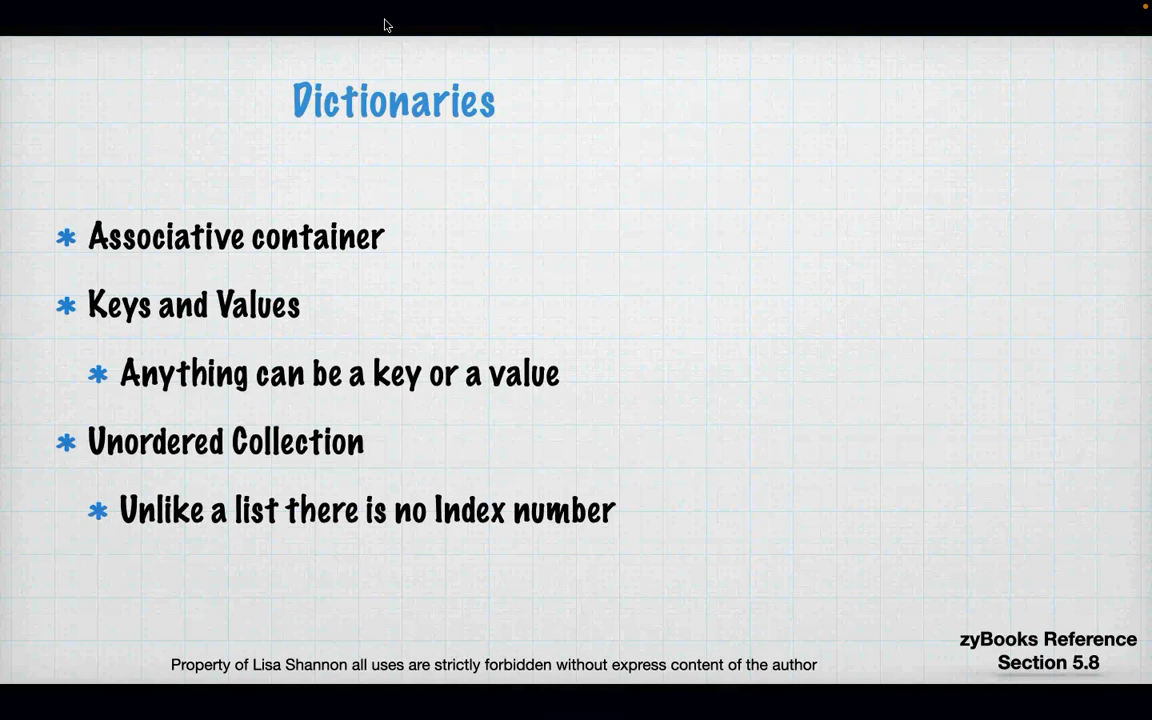 Dictionaries
* Associative container
* Keys and Values
* Anything can be a key or a value
* Unordered Collection
* Unlike a list there is no Index number
zyBooks Reference
Section 5.8
Property of Lisa Shannon all uses are strictly forbidden without express content of the author